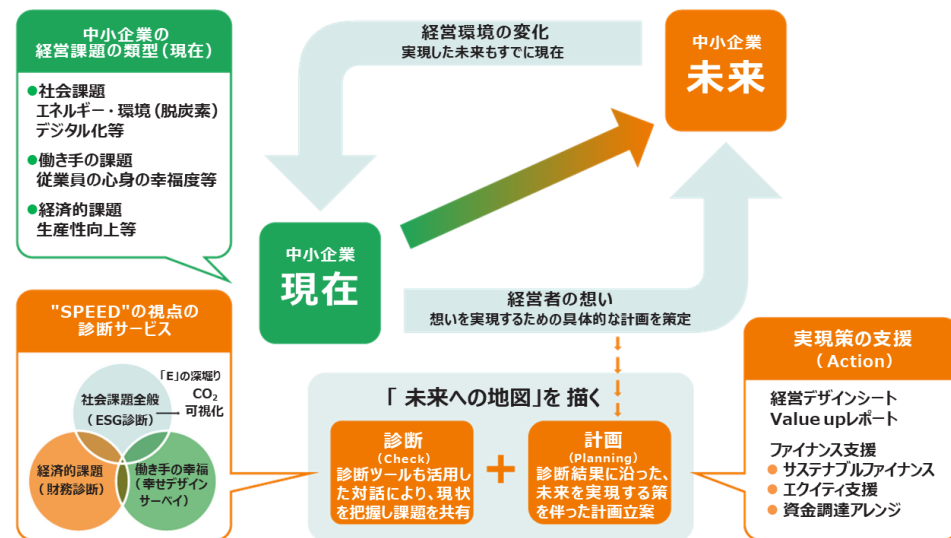 中小企業の
経営課題の類型(現在)
●社会課題
エネルギー・環境(脱炭素)
デジタル化等
●働き手の課題
従業員の心身の幸福度等
●経済的課題
生産性向上等
経営環境の変化
実現した未来もすでに現在
中小企業
未来
中小企業
現在
経営者の想い
想いを実現するための具体的な計画を策定
"SPEED"の視点の
診断サービス
「E」の深堀り
CO₂
可視化
社会課題全般
(ESG診断)
経済的課題
(財務診断)
働き手の幸福
(幸せデザイン
サーベイ)
「 未来への地図」を 描く
診断
(Check)
診断ツールも活用し
た対話により、現状
を把握し課題を共有
+
計画
(Planning)
診断結果に沿った、
未来を実現する策
を伴った計画立案
実現策の支援
(Action)
経営デザインシート
Value upレポート
ファイナンス支援
● サステナブルファイナンス
● エクイティ支援
● 資金調達アレンジ